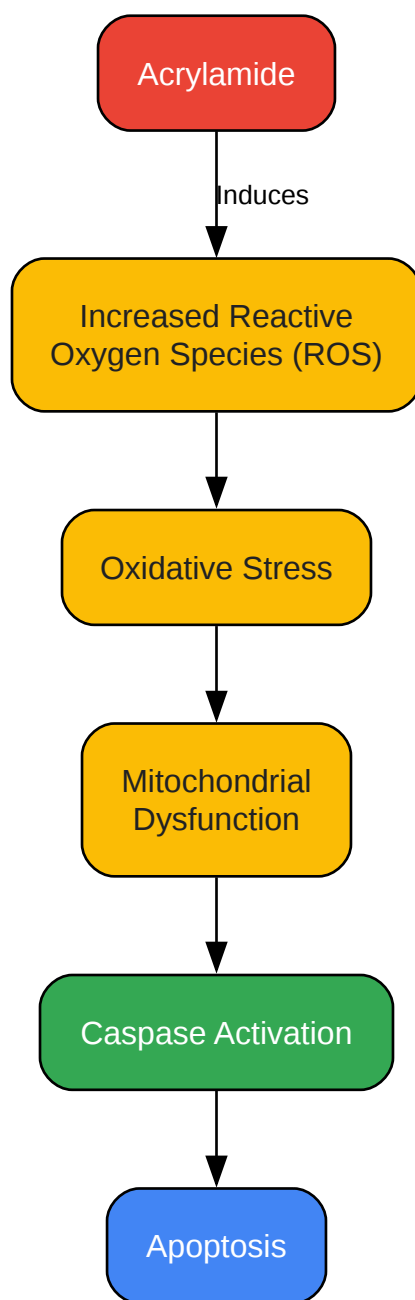 Acrylamide
Induces
Increased Reactive
Oxygen Species (ROS)
Oxidative Stress
Mitochondrial
Dysfunction
Caspase Activation
Apoptosis